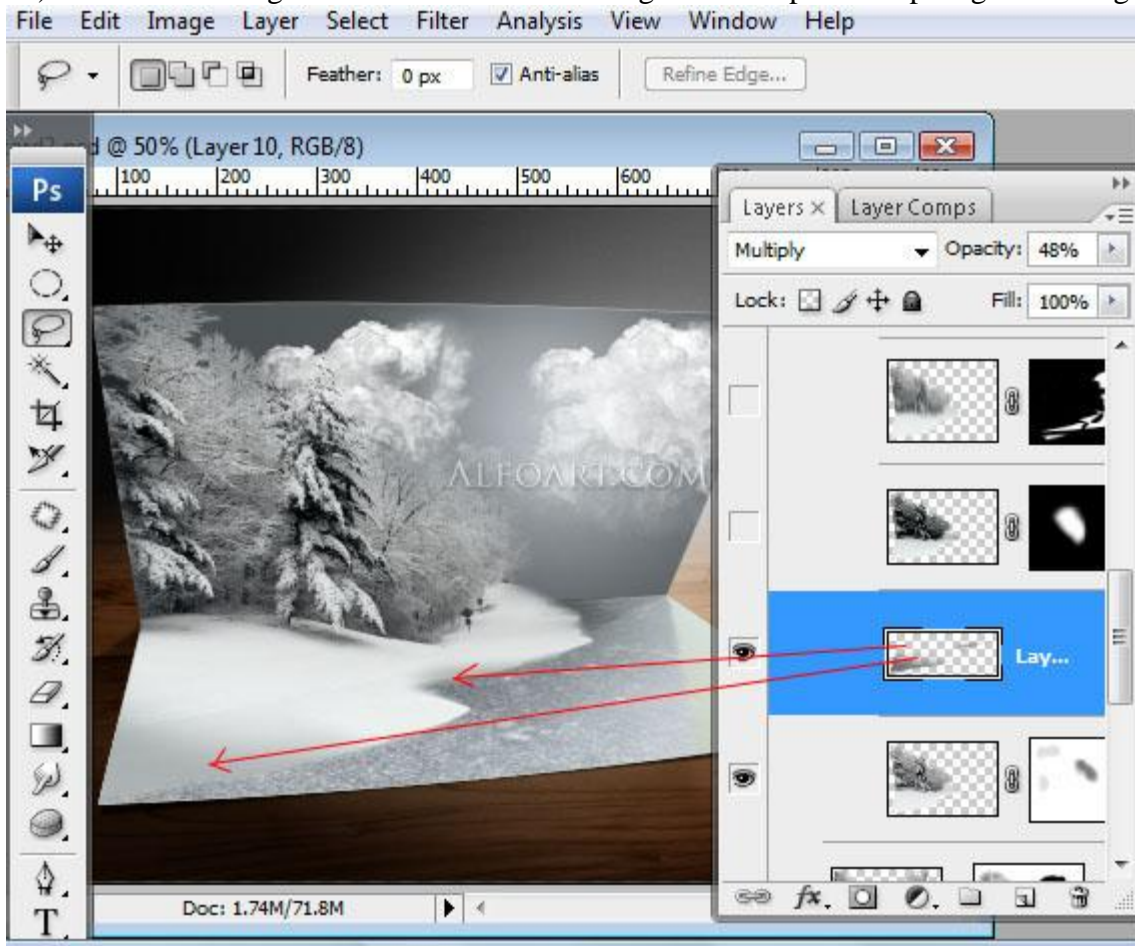 File Edit Image Layer Select Filter Analysis View Window Help
Feather: 0 px Anti-alias Refine Edge...
@ 50% (Layer 10, RGB/8)
100 200 300 400 500 600
Ps
Layers × Layer Comps
Multiply Opacity: 48%
Lock: Fill: 100%
ALFOART.COM
Lay...
T
fx.
Doc: 1.74M/71.8M